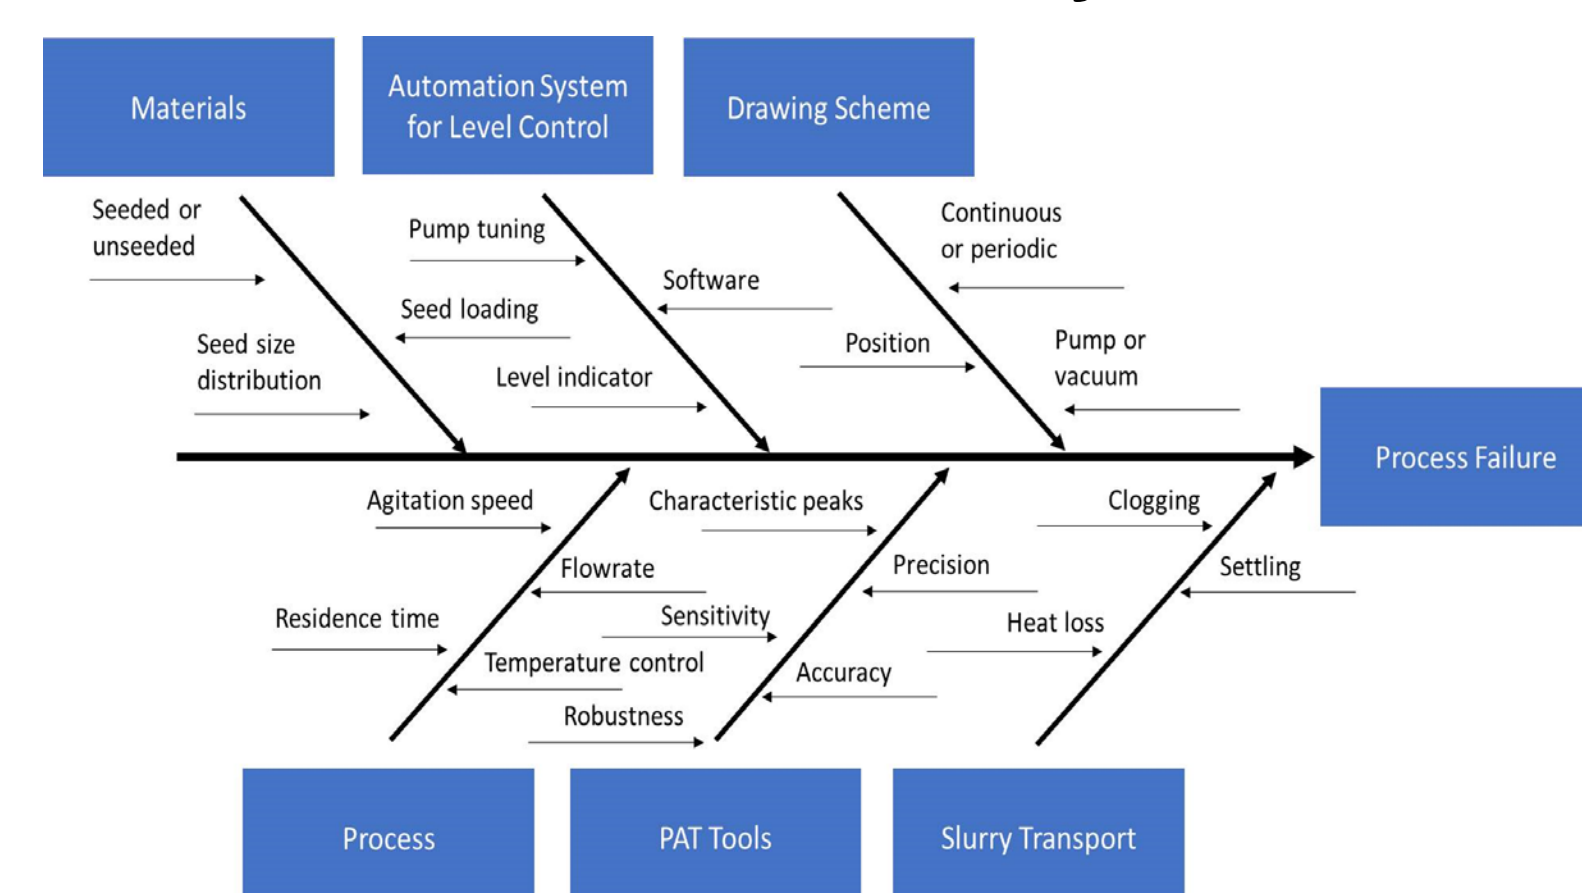 Materials
Automation System
for Level Control
Drawing Scheme
Seeded or
unseeded
Pump tuning
Continuous
or periodic
Software
Seed loading
Seed size
distribution
Position
Pump or
vacuum
Level indicator
Process Failure
Agitation speed
Characteristic peaks
Clogging
Flowrate
Precision
Settling
Residence time
Sensitivity
Heat loss
Temperature control
Accuracy
Robustness
Process
PAT Tools
Slurry Transport